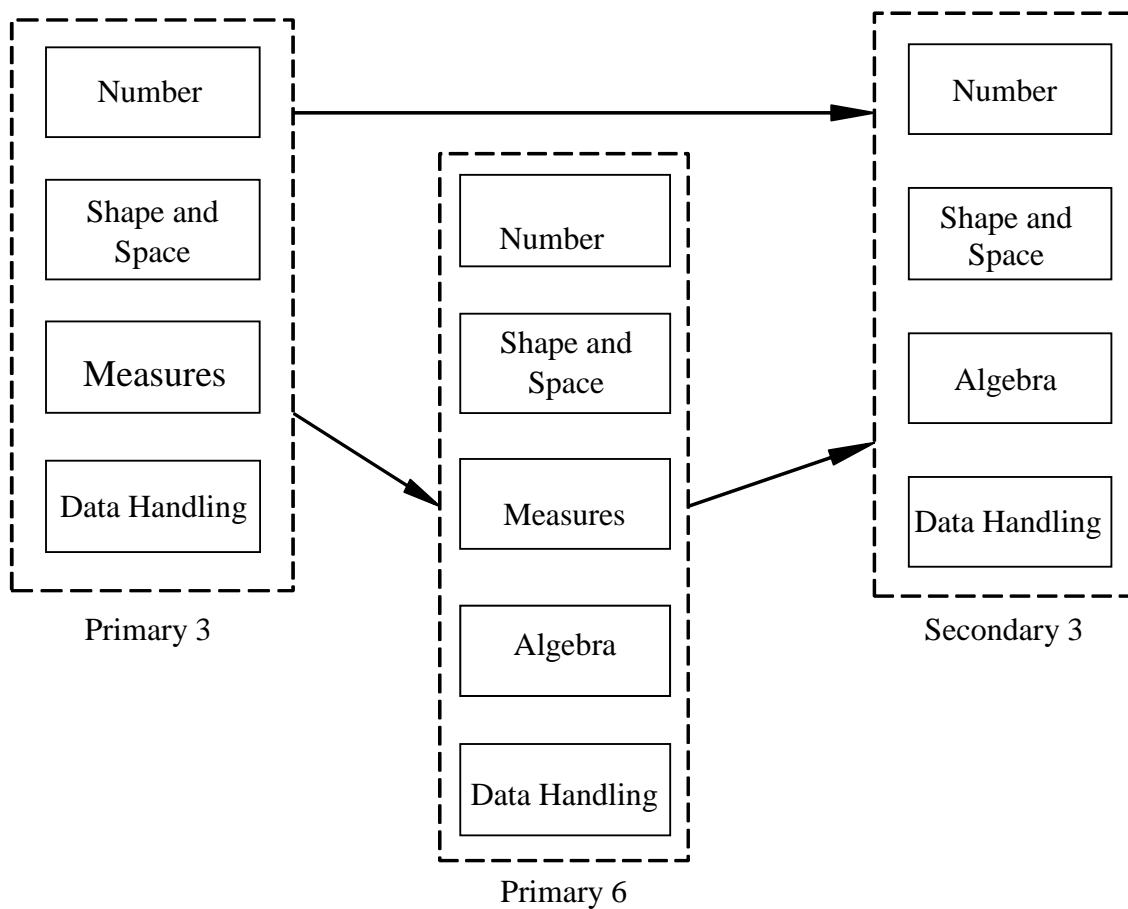 Number
Shape and
Space
Measures
Data Handling
Primary 3
Number
Shape and
Space
Measures
Algebra
Data Handling
Primary 6
Number
Shape and
Space
Algebra
Data Handling
Secondary 3